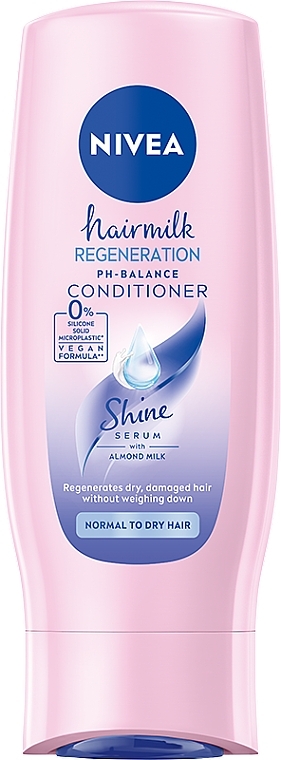 NIVEA
hairmilk
REGENERATION
PH-BALANCE
CONDITIONER
0%
SILICONE
SOLID
MICROPLASTIC*
VEGAN
FORMULA**
Shine
SERUM
with
ALMOND MILK
Regenerates dry, damaged hair
without weighing down
NORMAL TO DRY HAIR